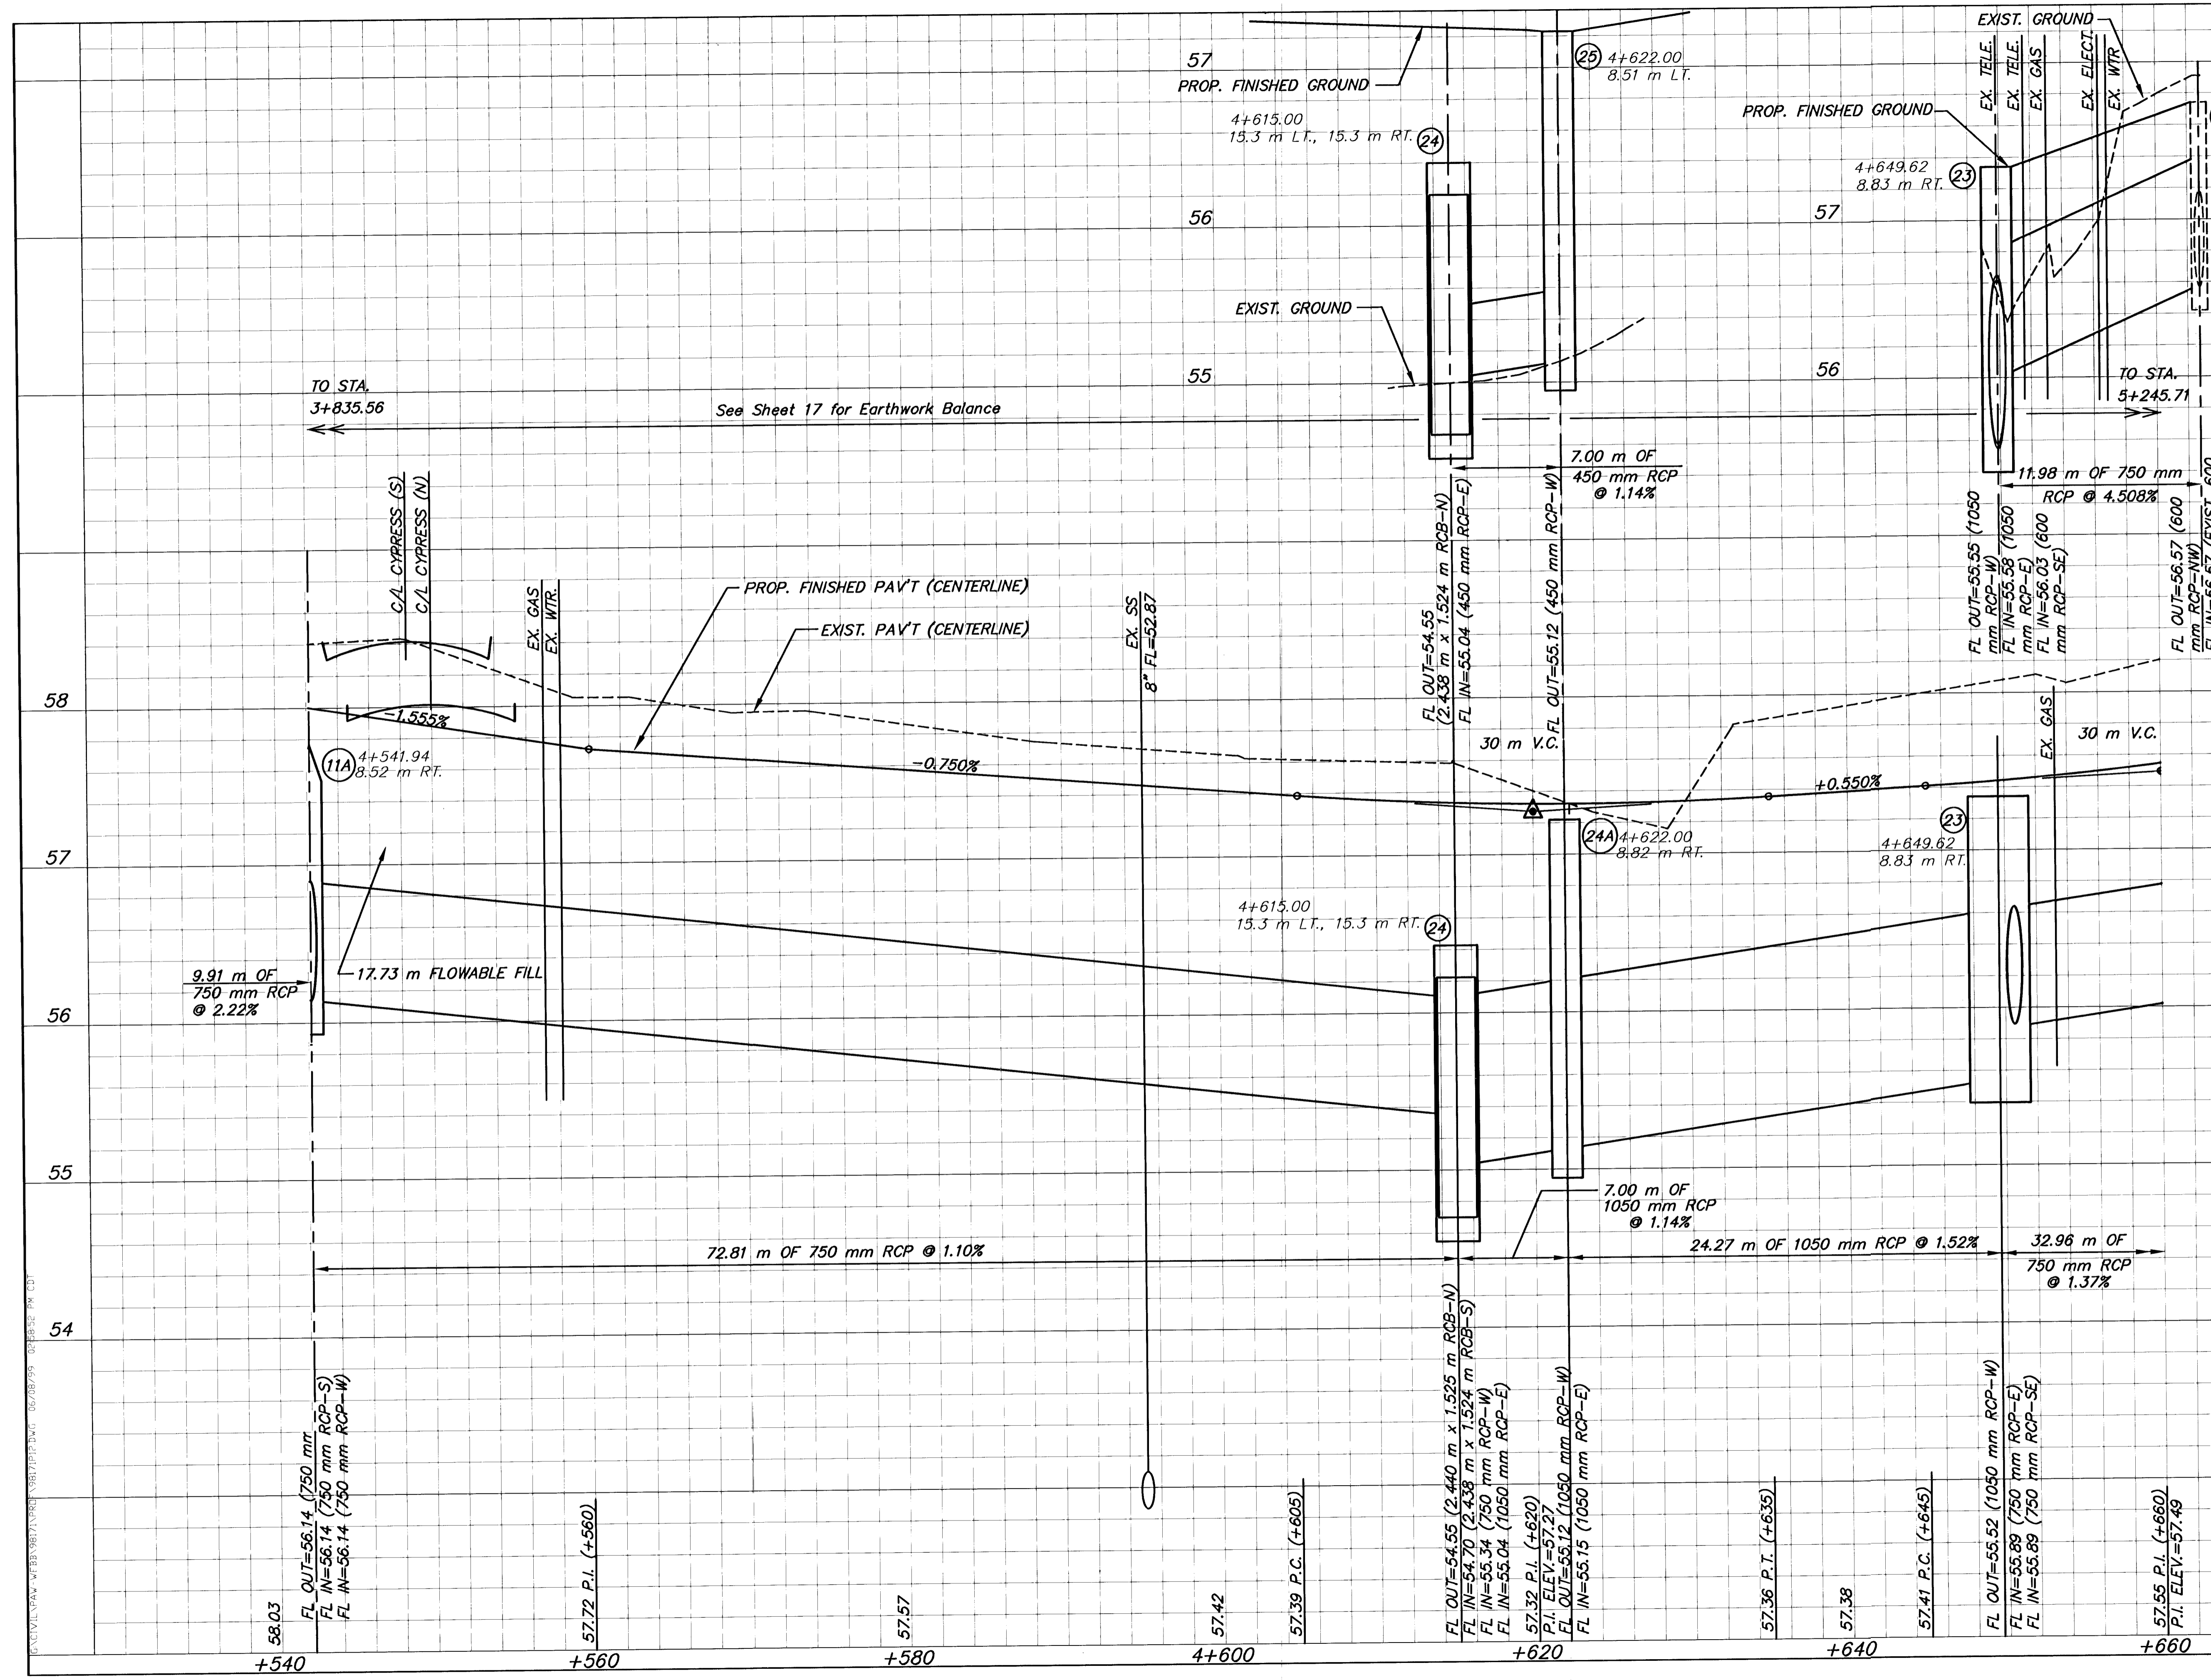 EXIST. GROUND
57
25
4+622.00
8.51 m LT.
PROP. FINISHED GROUND
EX. TELE.
EX. TELE.
EX. GAS
EX. ELECT.
EX. WTR
PROP. FINISHED GROUND
4+615.00
15.3 m LT., 15.3 m RT.
24
4+649.62
8.83 m RT.
23
56
57
EXIST. GROUND
55
56
TO STA.
3+835.56
See Sheet 17 for Earthwork Balance
TO STA.
5+245.71
7.00 m OF
450 mm RCP
@ 1.14%
11.98 m OF 750 mm
RCP @ 4.508%
C/L CYPRESS (S)
C/L CYPRESS (N)
EX. GAS
EX. WTR.
PROP. FINISHED PAV'T (CENTERLINE)
EXIST. PAV'T (CENTERLINE)
EX. SS
8" FL=52.87
FL OUT=54.55
(2.438 m x 1.524 m RCB-N)
FL IN=55.04 (450 mm RCP-E)
FL OUT=55.12 (450 mm RCP-W)
FL OUT=55.55 (1050
mm RCP-W)
FL IN=55.58 (1050
mm RCP-E)
FL IN=56.03 (600
mm RCP-SE)
FL OUT=56.57 (600
mm RCP-NW)
FL IN=56.57 (EXIST. 600
58
-1.555%
11A
4+541.94
8.52 m RT.
-0.750%
30 m V.C.
+0.550%
EX. GAS
30 m V.C.
57
24A
4+622.00
8.82 m RT.
23
4+649.62
8.83 m RT.
4+615.00
15.3 m LT., 15.3 m RT.
24
17.73 m FLOWABLE FILL
9.91 m OF
750 mm RCP
@ 2.22%
56
55
7.00 m OF
1050 mm RCP
@ 1.14%
72.81 m OF 750 mm RCP @ 1.10%
24.27 m OF 1050 mm RCP @ 1.52%
32.96 m OF
750 mm RCP
@ 1.37%
54
58.03
FL OUT=56.14 (750 mm
FL IN=56.14 (750 mm RCP-S)
FL IN=56.14 (750 mm RCP-W)
57.72 P.I. (+560)
57.57
57.42
57.39 P.C. (+605)
FL OUT=54.55 (2.440 m x 1.525 m RCB-N)
FL IN=54.70 (2.438 m x 1.524 m RCB-S)
FL IN=55.34 (750 mm RCP-W)
FL IN=55.04 (1050 mm RCP-E)
57.32 P.I. (+620)
P.I. ELEV.=57.27
FL OUT=55.12 (1050 mm RCP-W)
FL IN=55.15 (1050 mm RCP-E)
57.36 P.T. (+635)
57.38
57.41 P.C. (+645)
FL OUT=55.52 (1050 mm RCP-W)
FL IN=55.89 (750 mm RCP-E)
FL IN=55.89 (750 mm RCP-SE)
57.55 P.I. (+660)
P.I. ELEV.=57.49
+540
+560
+580
4+600
+620
+640
+660
06/08/99 02:58:52 PM CDT